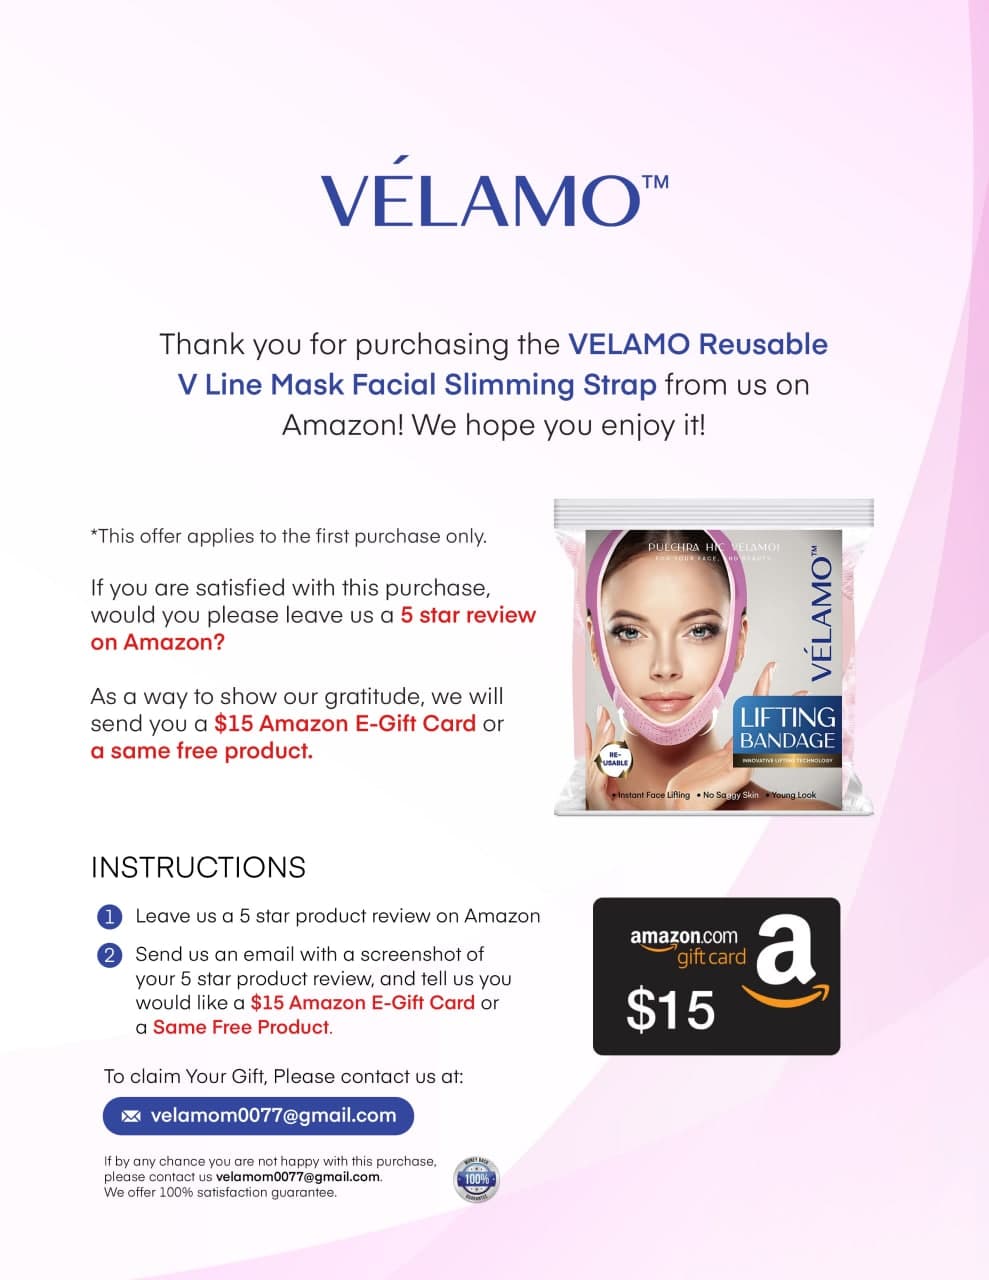 VÉLAMO™
Thank you for purchasing the VELAMO Reusable
V Line Mask Facial Slimming Strap from us on
Amazon! We hope you enjoy it!
*This offer applies to the first purchase only.
If you are satisfied with this purchase,
would you please leave us a 5 star review
on Amazon?
As a way to show our gratitude, we will
send you a $15 Amazon E-Gift Card or
a same free product.
PULCHRA HIC VELAMO!
FOR YOUR FACE, AND BEAUTY
VÉLAMO™
LIFTING
BANDAGE
INNOVATIVE LIFTING TECHNOLOGY
RE-
USABLE
• Instant Face Lifting • No Saggy Skin • Young Look
INSTRUCTIONS
1 Leave us a 5 star product review on Amazon
2 Send us an email with a screenshot of
your 5 star product review, and tell us you
would like a $15 Amazon E-Gift Card or
a Same Free Product.
amazon.com
gift card
a
$15
To claim Your Gift, Please contact us at:
velamom0077@gmail.com
If by any chance you are not happy with this purchase,
please contact us velamom0077@gmail.com.
We offer 100% satisfaction guarantee.
MONEY BACK
100%
GUARANTEE